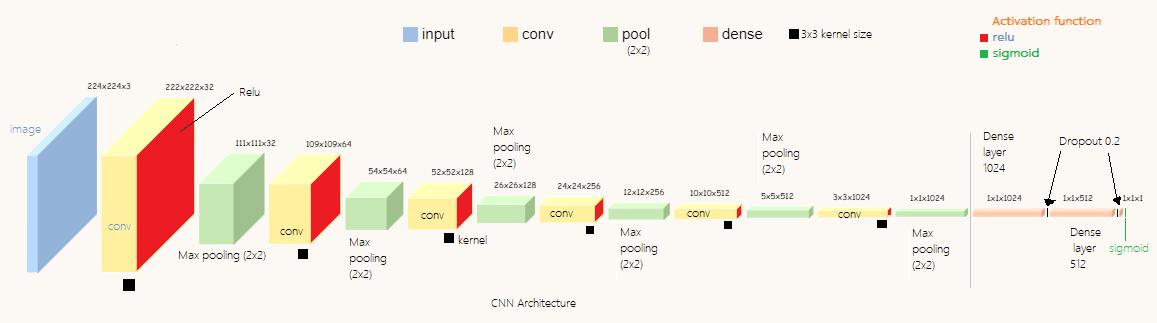 input
conv
pool
(2x2)
dense
3x3 kernel size
Activation function
relu
sigmoid
224x224x3
222x222x32
Relu
image
conv
111x111x32
Max pooling (2x2)
109x109x64
conv
54x54x64
Max
pooling
(2x2)
52x52x128
conv
kernel
Max
pooling
(2x2)
26x26x128
24x24x256
conv
12x12x256
Max
pooling
(2x2)
10x10x512
conv
Max
pooling
(2x2)
5x5x512
3x3x1024
conv
1x1x1024
Max
pooling
(2x2)
Dense
layer
1024
1x1x1024
Dropout 0.2
1x1x512
Dense
layer
512
1x1x1
sigmoid
CNN Architecture